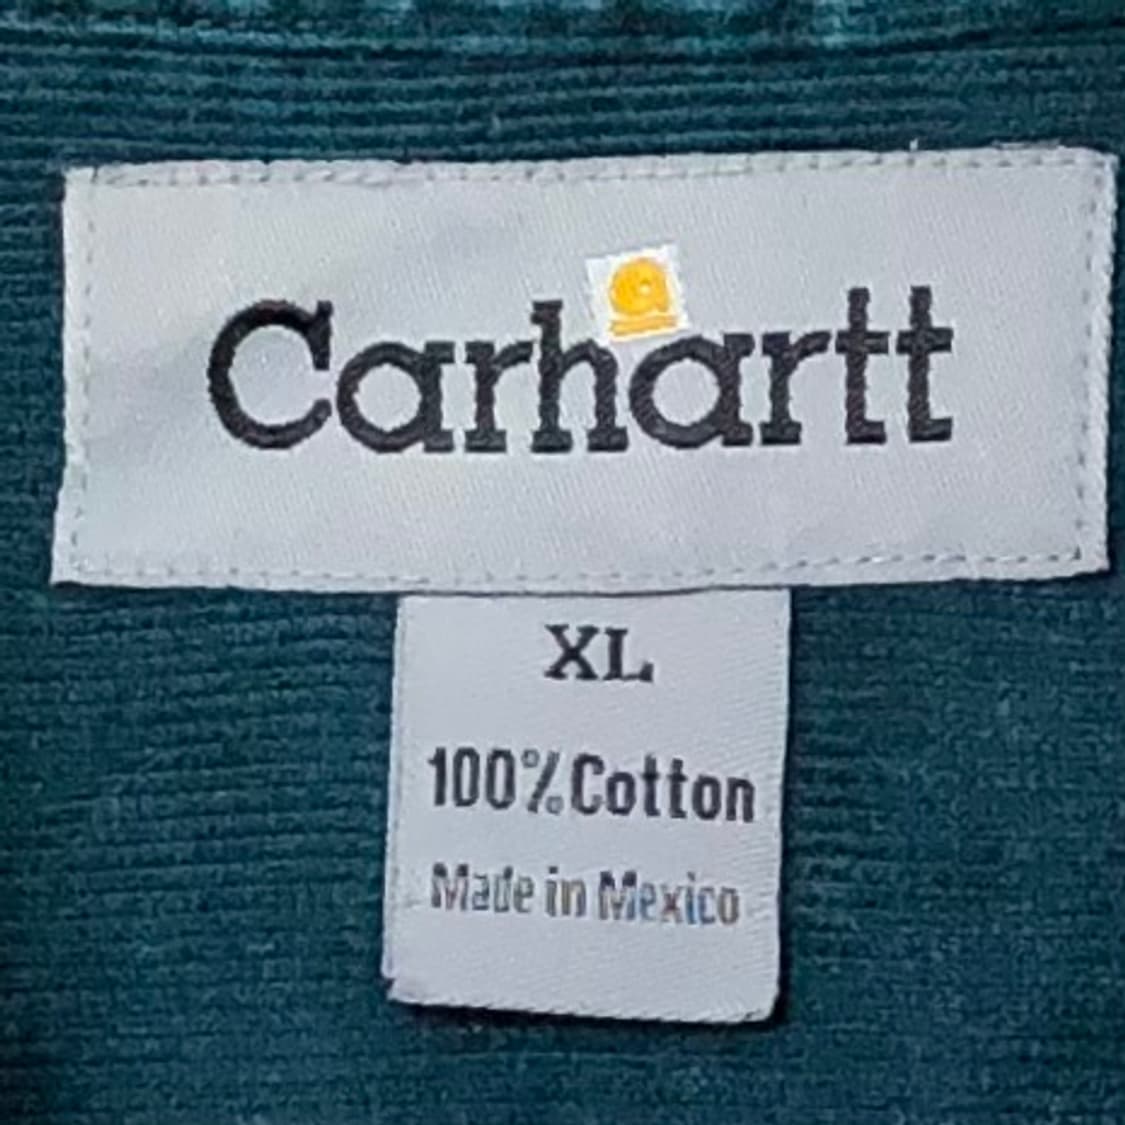 Carhartt
XL
100% Cotton
Made in Mexico